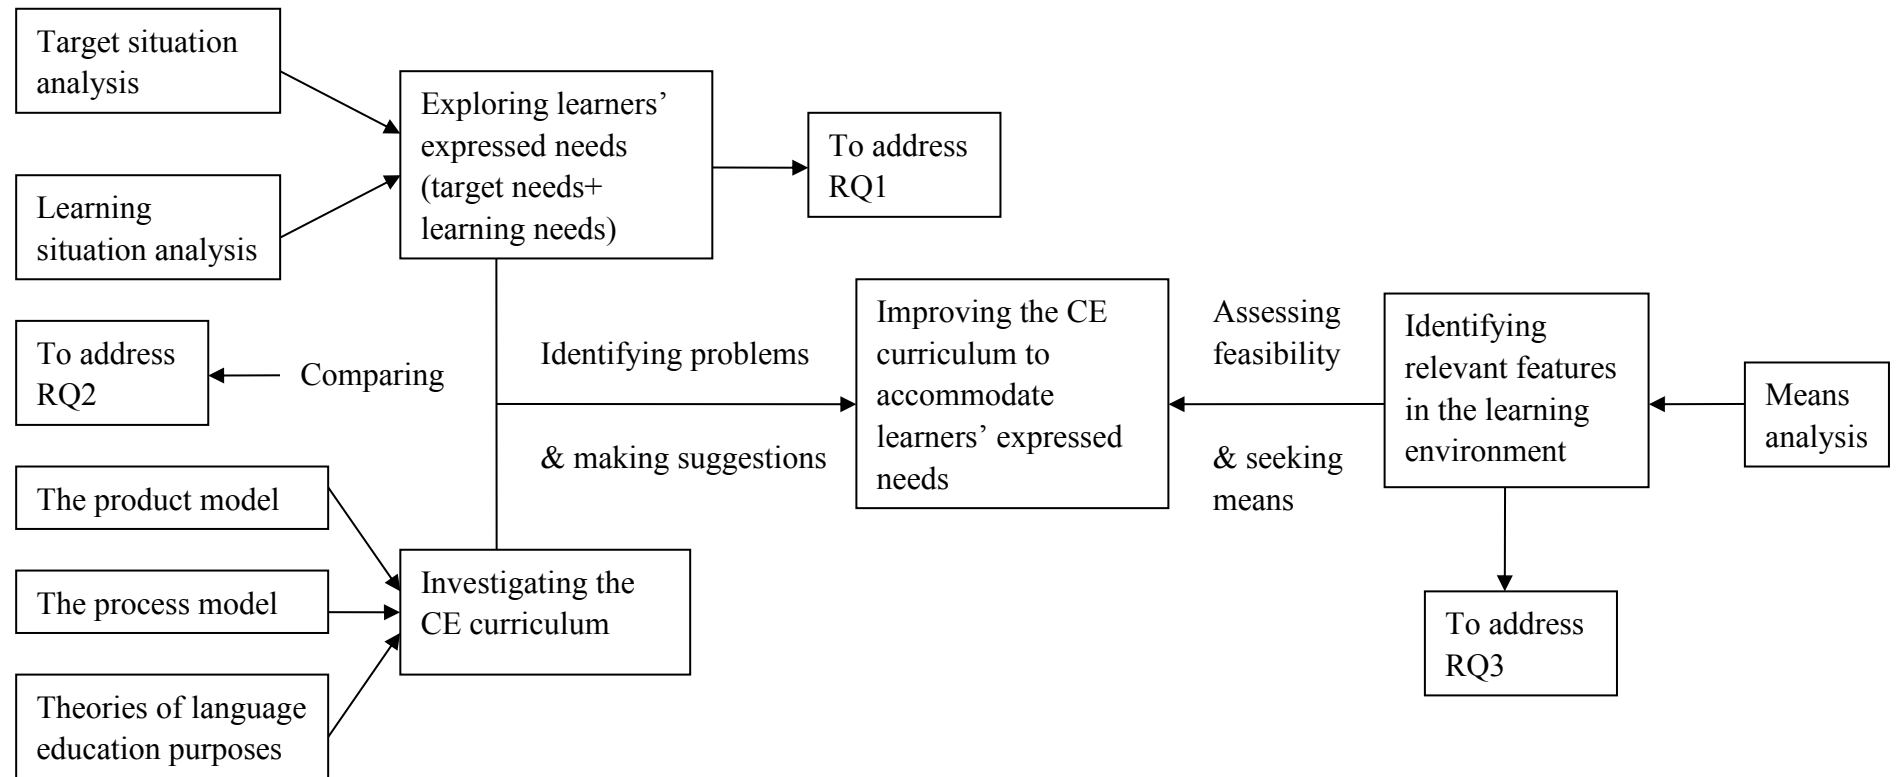 Target situation
analysis
Exploring learners’
expressed needs
(target needs+
learning needs)
To address
RQ1
Learning
situation analysis
To address
RQ2
Comparing
Identifying problems
& making suggestions
Improving the CE
curriculum to
accommodate
learners’ expressed
needs
Assessing
feasibility
& seeking
means
Identifying
relevant features
in the learning
environment
Means
analysis
The product model
The process model
Theories of language
education purposes
Investigating the
CE curriculum
To address
RQ3